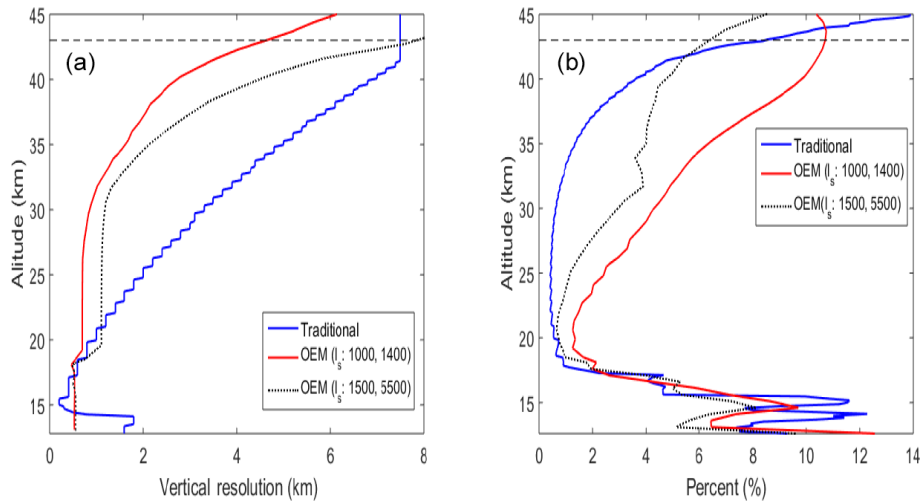 45
40
35
30
25
20
15
Alitude (km)
(a)
Traditional
OEM (l_s: 1000, 1400)
OEM (l_s: 1500, 5500)
0 2 4 6 8
Vertical resolution (km)
45
40
35
30
25
20
15
Altitude (km)
(b)
Traditional
OEM (l_s: 1000, 1400)
OEM(l_s: 1500, 5500)
0 2 4 6 8 10 12 14
Percent (%)